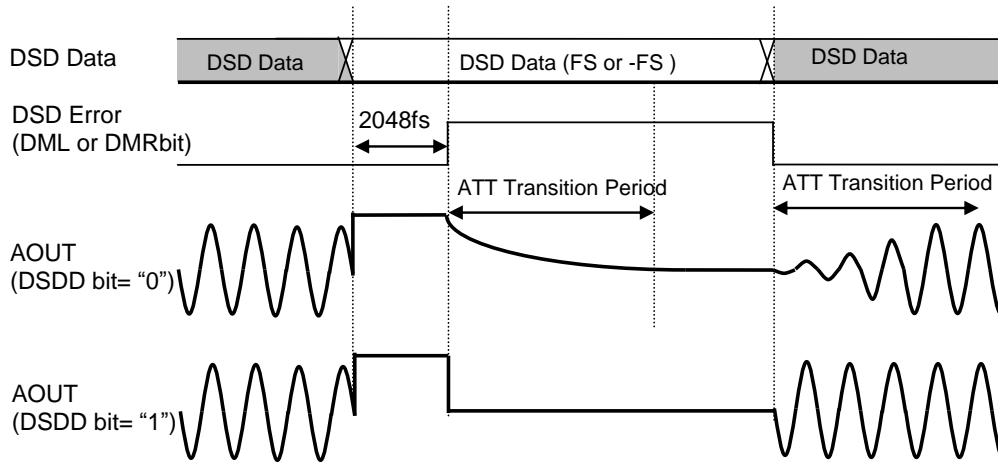 DSD Data
DSD Data
DSD Data (FS or -FS )
DSD Data
DSD Error
(DML or DMRbit)
2048fs
ATT Transition Period
ATT Transition Period
AOUT
(DSDD bit= “0”)
AOUT
(DSDD bit= “1”)